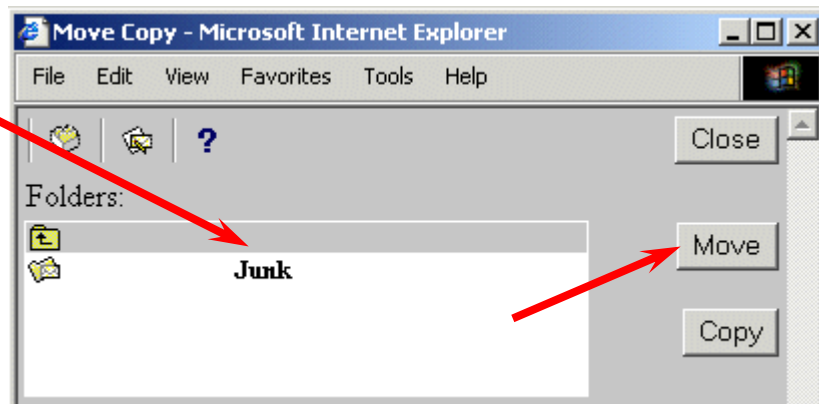 Move Copy - Microsoft Internet Explorer
File Edit View Favorites Tools Help
? Close
Folders:
Move
Junk
Copy